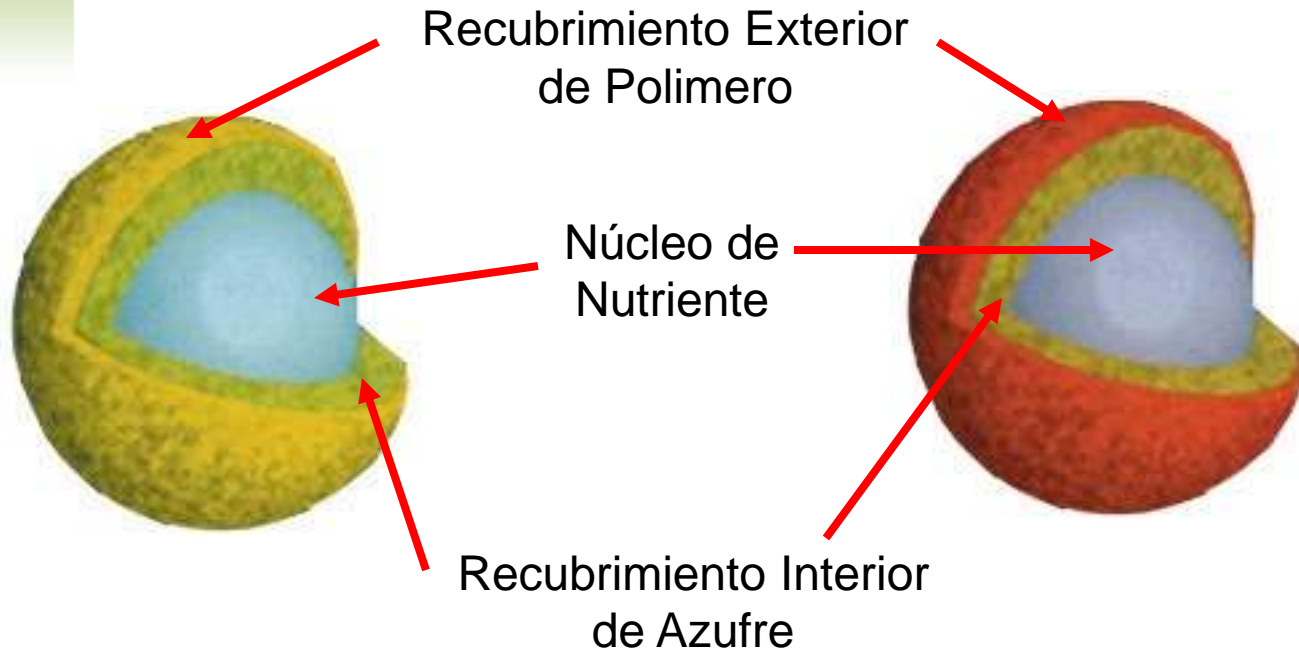 Recubrimiento Exterior
de Polimero
Núcleo de
Nutriente
Recubrimiento Interior
de Azufre